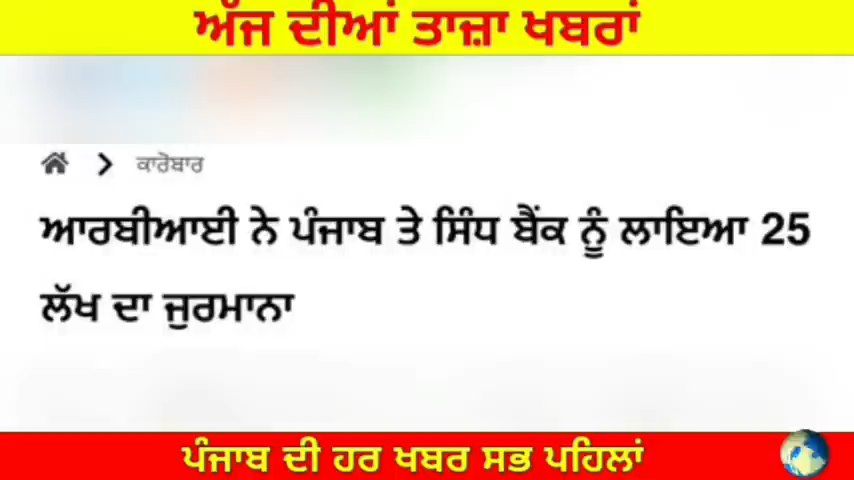 ਅੱਜ ਦੀਆਂ ਤਾਜ਼ਾ ਖਬਰਾਂ
ਕਾਰੋਬਾਰ
ਆਰਬੀਆਈ ਨੇ ਪੰਜਾਬ ਤੇ ਸਿੰਧ ਬੈਂਕ ਨੂੰ ਲਾਇਆ 25
ਲੱਖ ਦਾ ਜੁਰਮਾਨਾ
ਪੰਜਾਬ ਦੀ ਹਰ ਖਬਰ ਸਭ ਪਹਿਲਾਂ